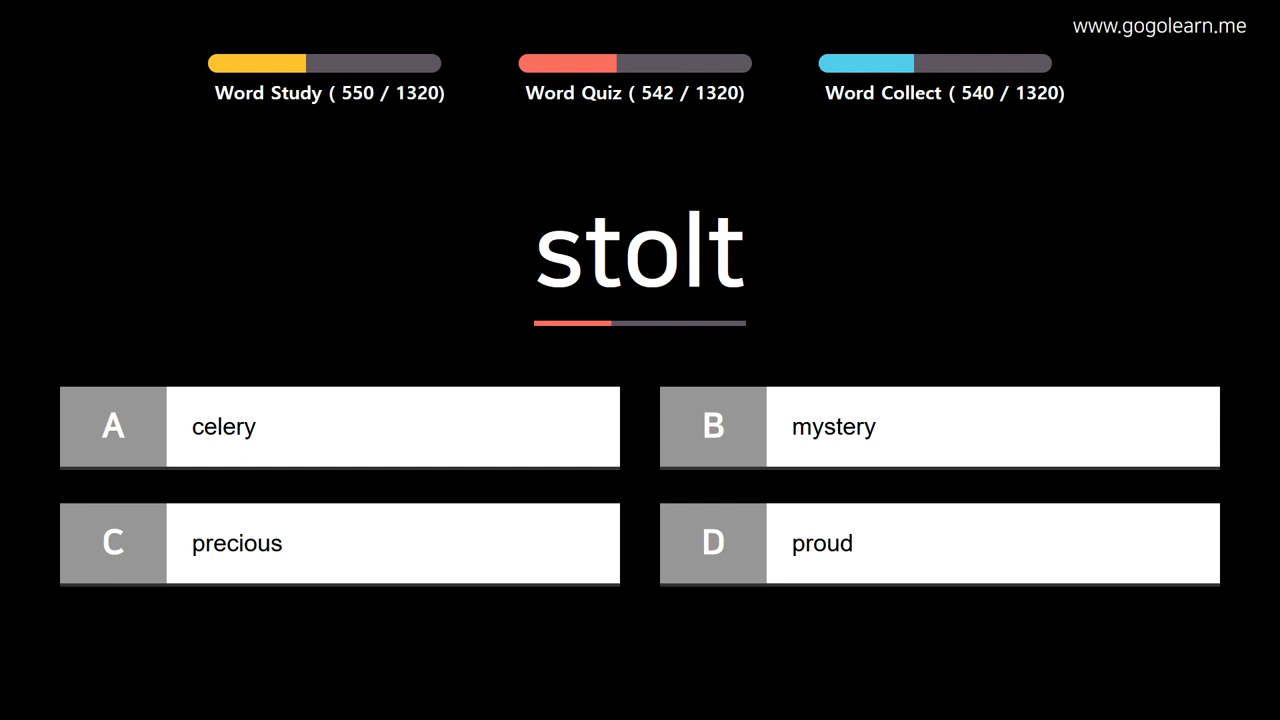 www.gogolearn.me
Word Study ( 550 / 1320)
Word Quiz ( 542 / 1320)
Word Collect ( 540 / 1320)
stolt
A celery
B mystery
C precious
D proud